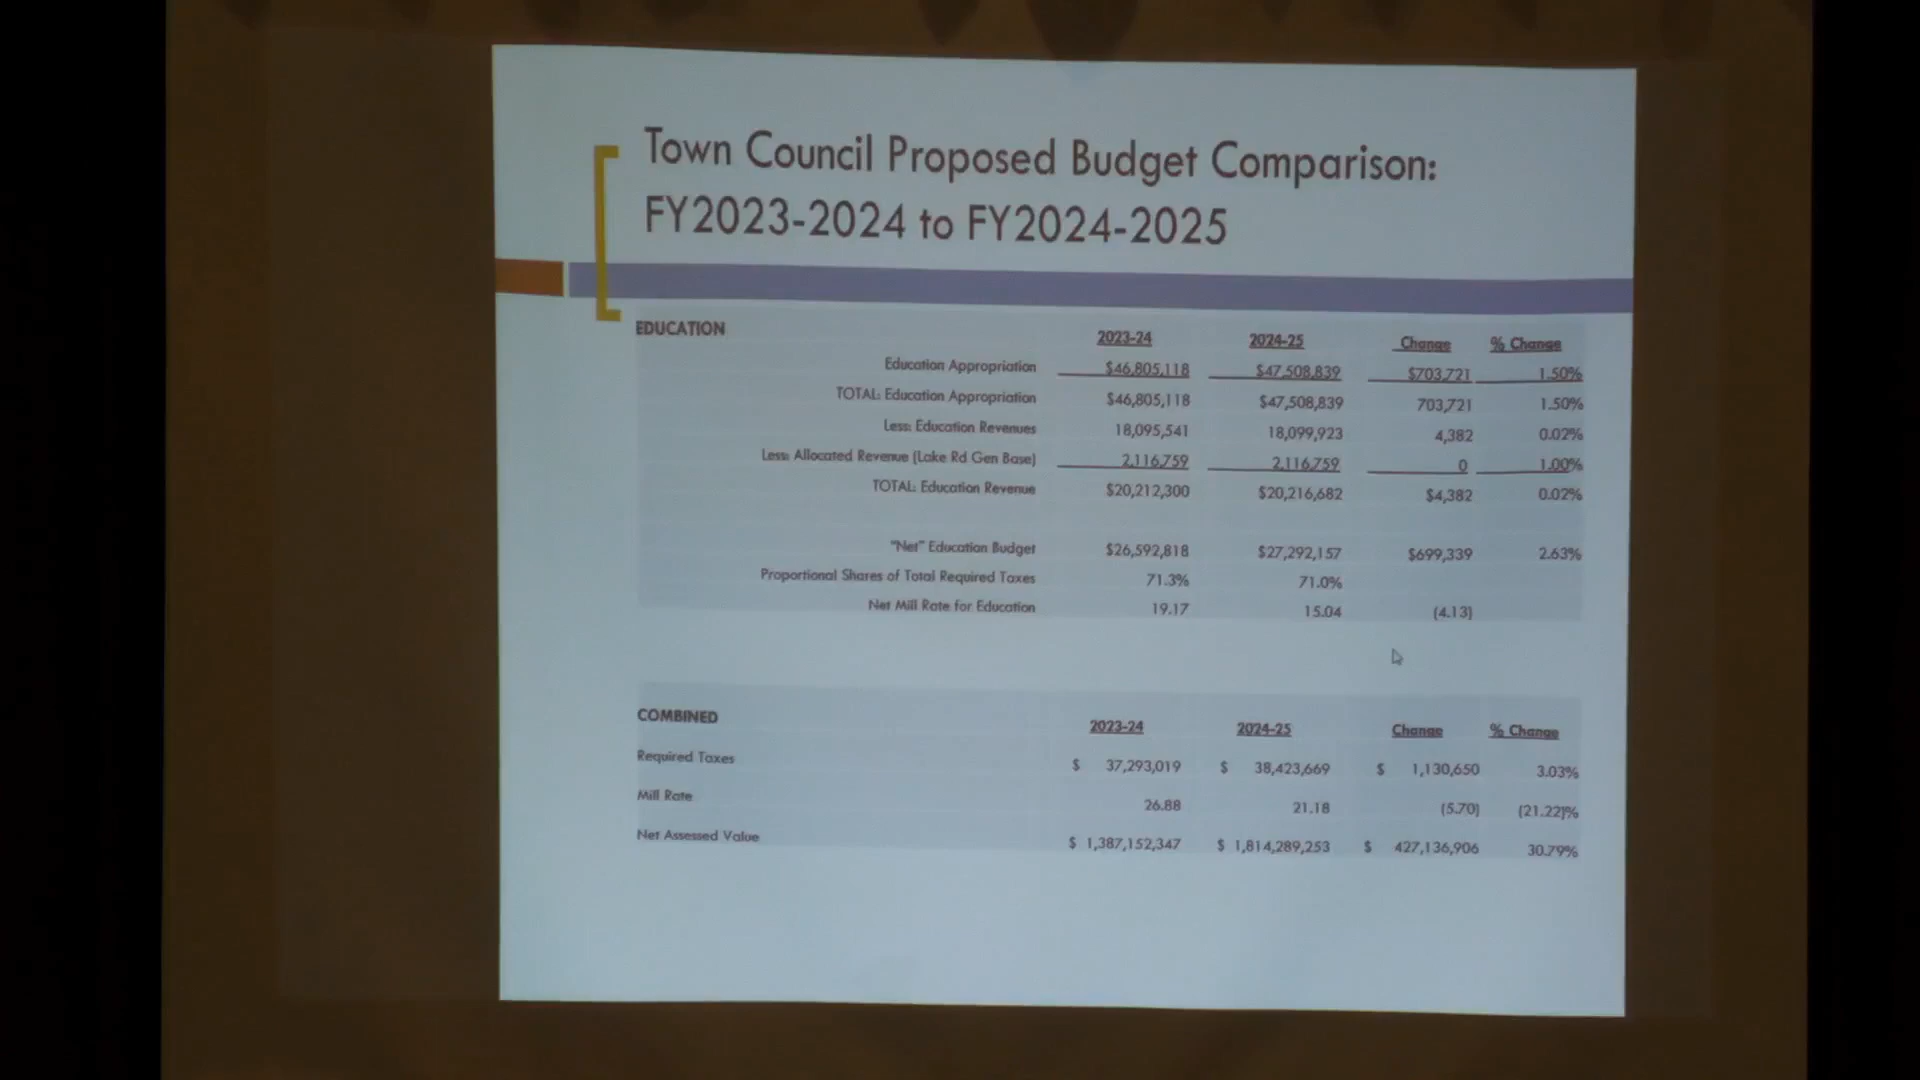 Town Council Proposed Budget Comparison:
FY2023-2024 to FY2024-2025
EDUCATION 2023-24 2024-25 Change % Change
Education Appropriation $46,805,118 $47,508,839 $703,721 1.50%
TOTAL: Education Appropriation $46,805,118 $47,508,839 703,721 1.50%
Less: Education Revenues 18,095,541 18,099,923 4,382 0.02%
Less: Allocated Revenue (Lake Rd Gen Base) 2,116,759 2,116,759 0 1.00%
TOTAL: Education Revenue $20,212,300 $20,216,682 $4,382 0.02%
"Net" Education Budget $26,592,818 $27,292,157 $699,339 2.63%
Proportional Shares of Total Required Taxes 71.3% 71.0%
Net Mill Rate for Education 19.17 15.04 (4.13)
COMBINED 2023-24 2024-25 Change % Change
Required Taxes $ 37,293,019 $ 38,423,669 $ 1,130,650 3.03%
Mill Rate 26.88 21.18 (5.70) (21.22)%
Net Assessed Value $ 1,387,152,347 $ 1,814,289,253 $ 427,136,906 30.79%